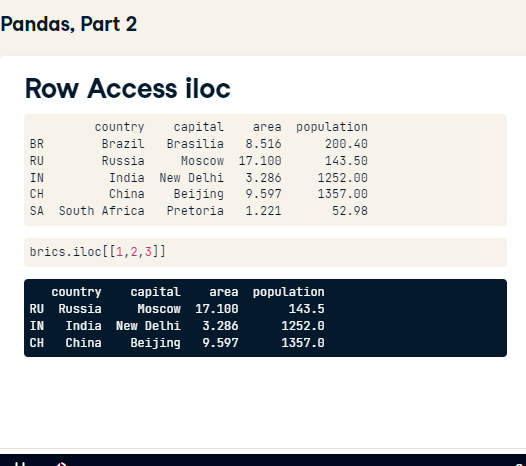 Pandas, Part 2
Row Access iloc
country capital area population
BR Brazil Brasilia 8.516 200.40
RU Russia Moscow 17.100 143.50
IN India New Delhi 3.286 1252.00
CH China Beijing 9.597 1357.00
SA South Africa Pretoria 1.221 52.98
brics.iloc[[1,2,3]]
country capital area population
RU Russia Moscow 17.100 143.5
IN India New Delhi 3.286 1252.0
CH China Beijing 9.597 1357.0